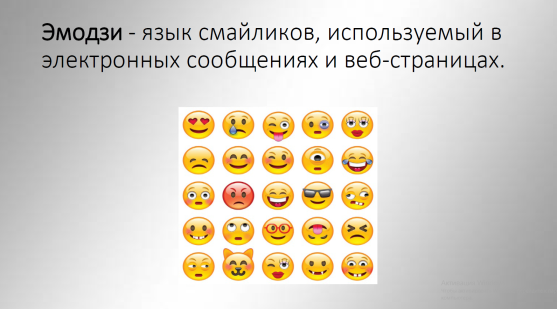 Эмодзи - язык смайликов, используемый в
электронных сообщениях и веб-страницах.